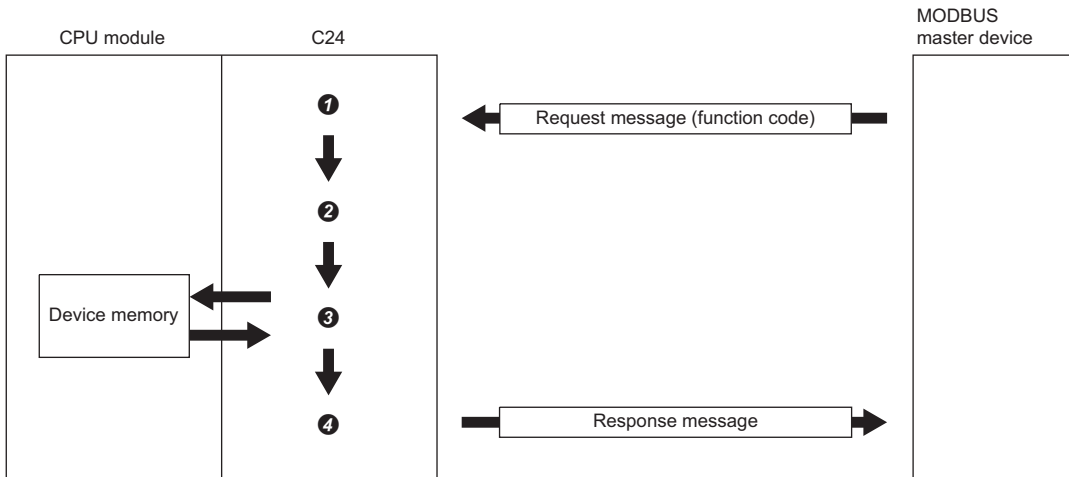 MODBUS
master device
CPU module
C24
❶
Request message (function code)
❷
Device memory
❸
❹
Response message